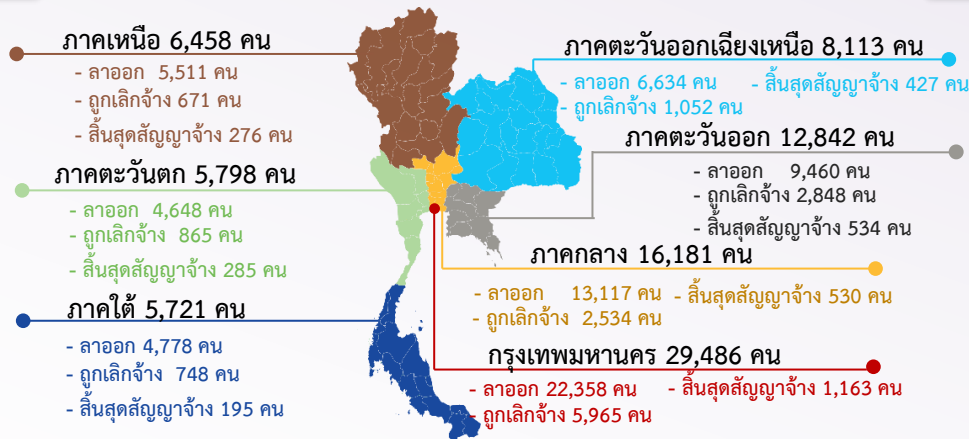 ภาคเหนือ 6,458 คน
- ลาออก 5,511 คน
- ถูกเลิกจ้าง 671 คน
- สิ้นสุดสัญญาจ้าง 276 คน
ภาคตะวันออกเฉียงเหนือ 8,113 คน
- ลาออก 6,634 คน - สิ้นสุดสัญญาจ้าง 427 คน
- ถูกเลิกจ้าง 1,052 คน
ภาคตะวันออก 12,842 คน
- ลาออก 9,460 คน
- ถูกเลิกจ้าง 2,848 คน
- สิ้นสุดสัญญาจ้าง 534 คน
ภาคตะวันตก 5,798 คน
- ลาออก 4,648 คน
- ถูกเลิกจ้าง 865 คน
- สิ้นสุดสัญญาจ้าง 285 คน
ภาคกลาง 16,181 คน
- ลาออก 13,117 คน - สิ้นสุดสัญญาจ้าง 530 คน
- ถูกเลิกจ้าง 2,534 คน
ภาคใต้ 5,721 คน
- ลาออก 4,778 คน
- ถูกเลิกจ้าง 748 คน
- สิ้นสุดสัญญาจ้าง 195 คน
กรุงเทพมหานคร 29,486 คน
- ลาออก 22,358 คน - สิ้นสุดสัญญาจ้าง 1,163 คน
- ถูกเลิกจ้าง 5,965 คน